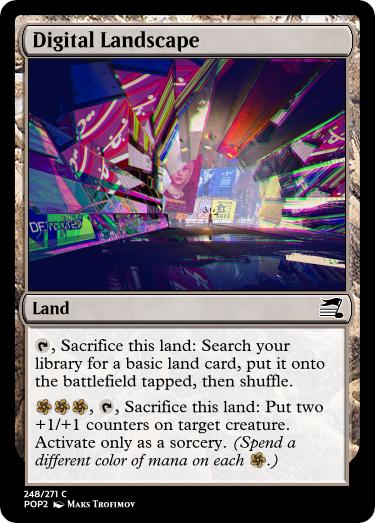 Digital Landscape
Land
, Sacrifice this land: Search your
library for a basic land card, put it onto
the battlefield tapped, then shuffle.
, , Sacrifice this land: Put two
+1/+1 counters on target creature.
Activate only as a sorcery. (Spend a
different color of mana on each .)
248/271 C
POP2 Maks Trofimov